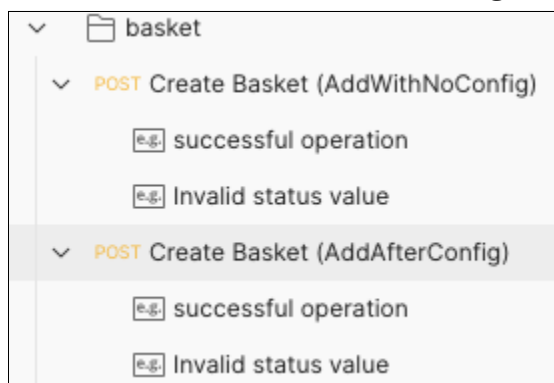 basket
POST Create Basket (AddWithNoConfig)
e.g. successful operation
e.g. Invalid status value
POST Create Basket (AddAfterConfig)
e.g. successful operation
e.g. Invalid status value